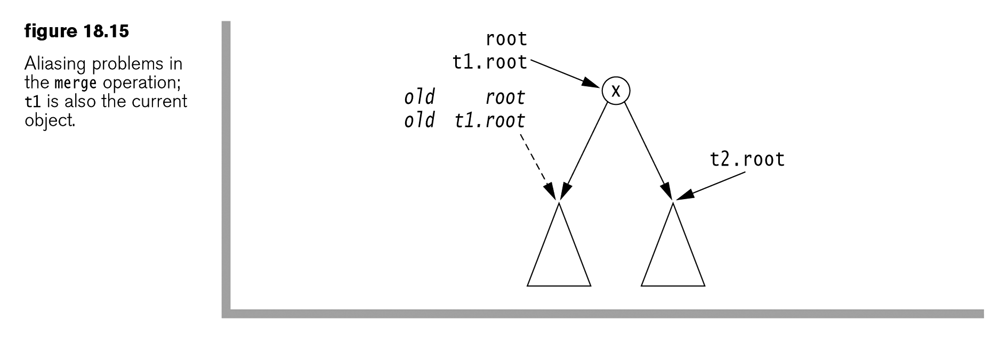 figure 18.15
Aliasing problems in
the merge operation;
t1 is also the current
object.
root
t1.root
old root
old t1.root
X
t2.root